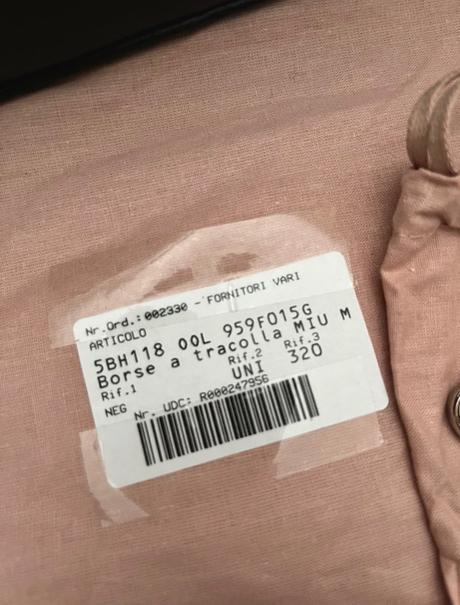 Nr.Ord.:002330 - FORNITORI VARI
ARTICOLO
5BH118 00L 959F015G
Borse a tracolla MIU M
Rif.1 Rif.2 Rif.3
NEG UNI 320
Nr. UDC: R000247956